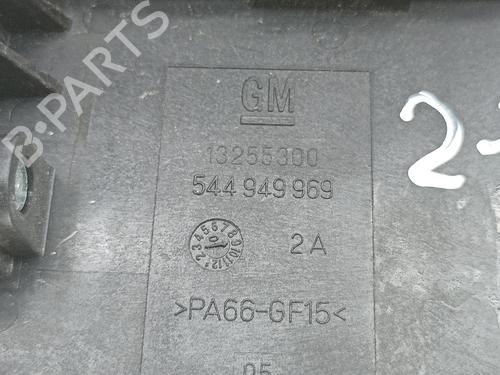 B-PARTS
GM
13255300
544 949 969
2A
>PA66-GF15<
05